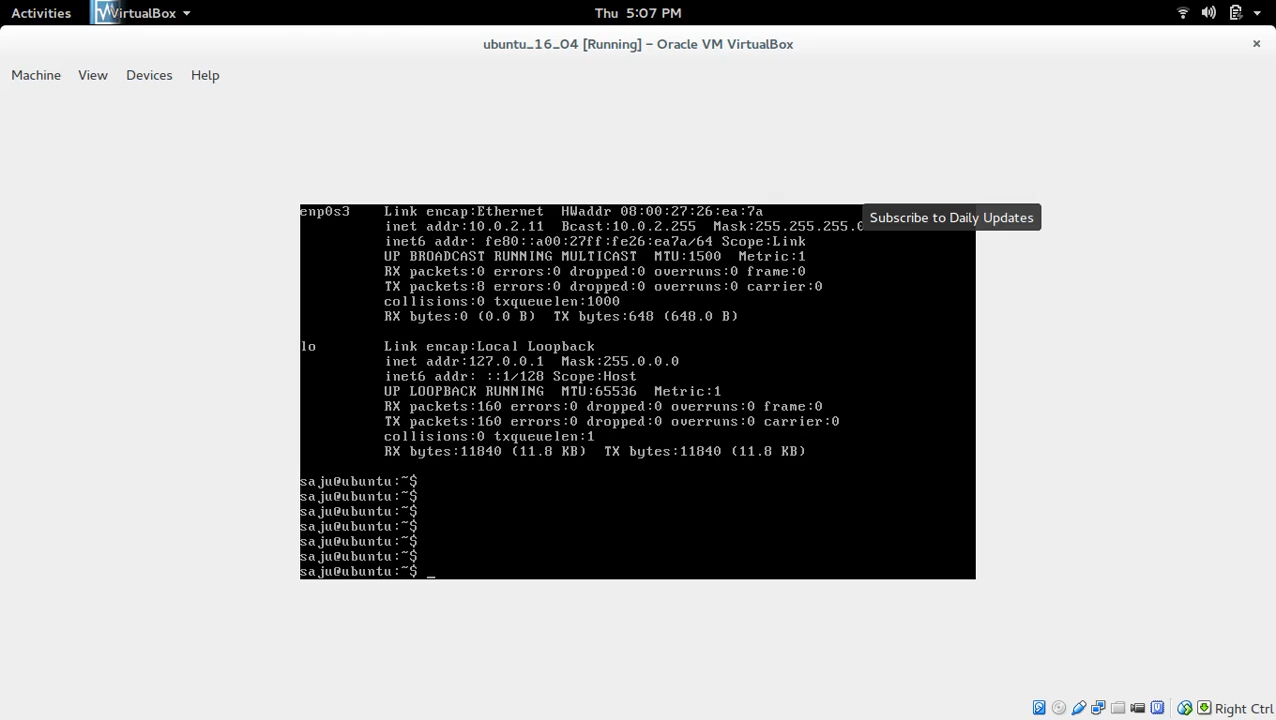 Activities VirtualBox Thu 5:07 PM
ubuntu_16_04 [Running] – Oracle VM VirtualBox ×
Machine View Devices Help
Subscribe to Daily Updates
enp0s3 Link encap:Ethernet HWaddr 08:00:27:26:ea:7a
inet addr:10.0.2.11 Bcast:10.0.2.255 Mask:255.255.255.0
inet6 addr: fe80::a00:27ff:fe26:ea7a/64 Scope:Link
UP BROADCAST RUNNING MULTICAST MTU:1500 Metric:1
RX packets:0 errors:0 dropped:0 overruns:0 frame:0
TX packets:8 errors:0 dropped:0 overruns:0 carrier:0
collisions:0 txqueuelen:1000
RX bytes:0 (0.0 B) TX bytes:648 (648.0 B)
lo Link encap:Local Loopback
inet addr:127.0.0.1 Mask:255.0.0.0
inet6 addr: ::1/128 Scope:Host
UP LOOPBACK RUNNING MTU:65536 Metric:1
RX packets:160 errors:0 dropped:0 overruns:0 frame:0
TX packets:160 errors:0 dropped:0 overruns:0 carrier:0
collisions:0 txqueuelen:1
RX bytes:11840 (11.8 KB) TX bytes:11840 (11.8 KB)
saju@ubuntu:~$
saju@ubuntu:~$
saju@ubuntu:~$
saju@ubuntu:~$
saju@ubuntu:~$
saju@ubuntu:~$
saju@ubuntu:~$ _
Right Ctrl